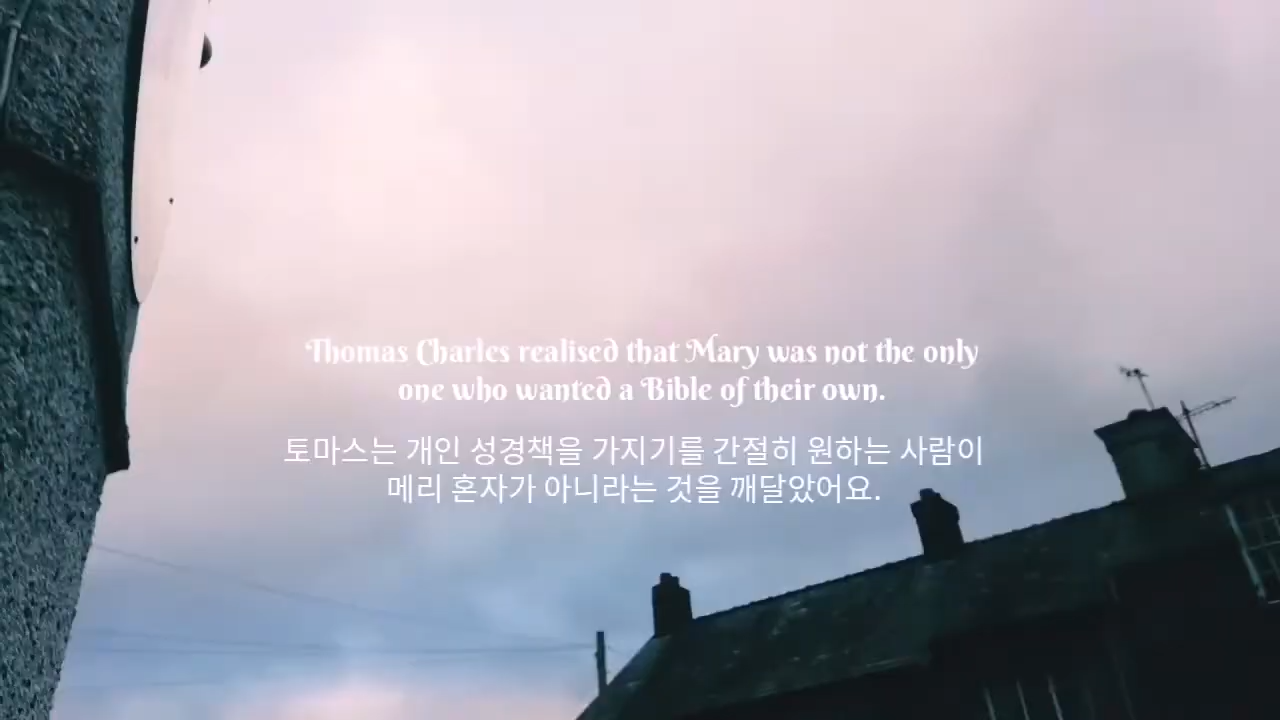 Thomas Charles realised that Mary was not the only
one who wanted a Bible of their own.
토마스는 개인 성경책을 가지기를 간절히 원하는 사람이
메리 혼자가 아니라는 것을 깨달았어요.